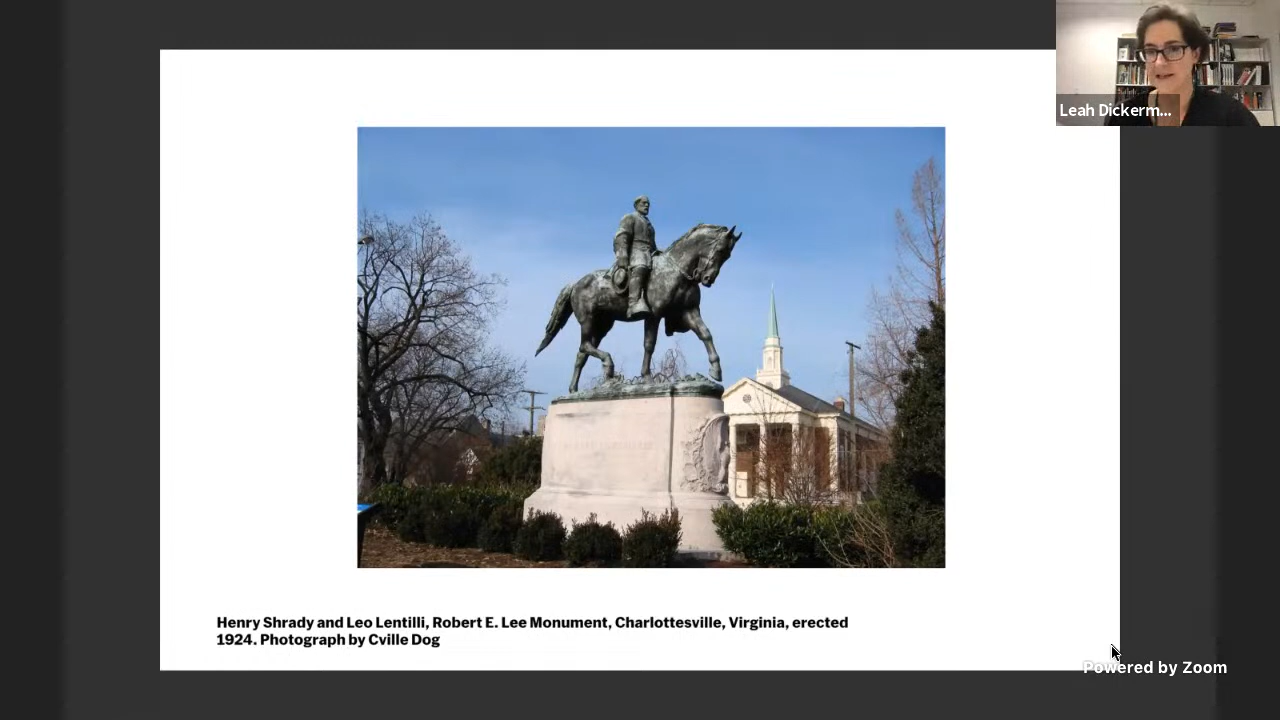 Leah Dickerm...
Henry Shrady and Leo Lentilli, Robert E. Lee Monument, Charlottesville, Virginia, erected
1924. Photograph by Cville Dog
Powered by Zoom